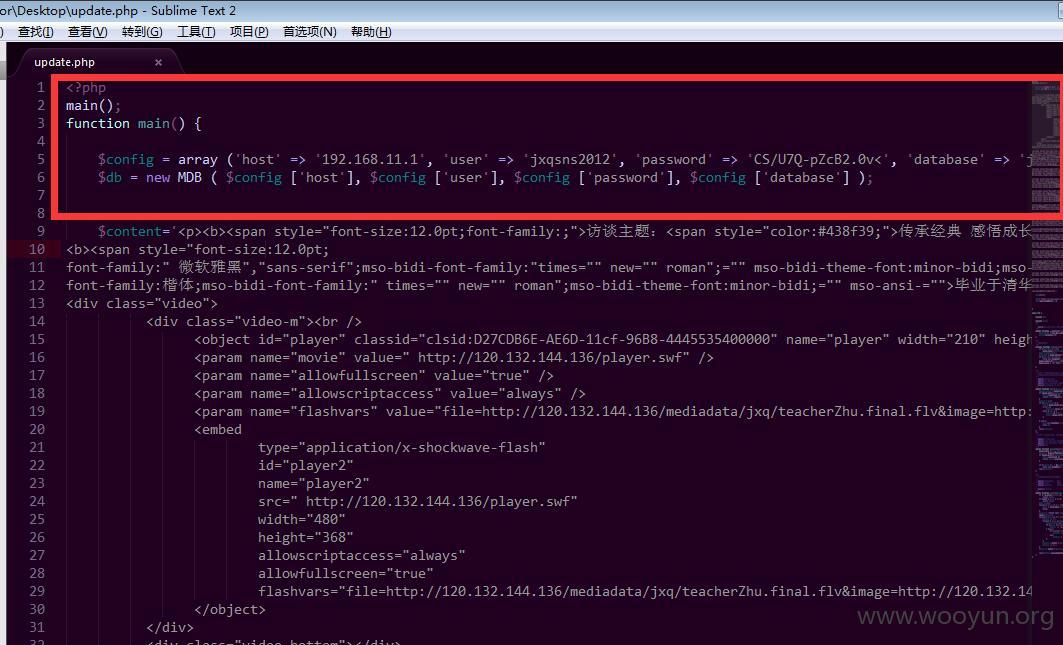 or\Desktop\update.php - Sublime Text 2
) 查找(I) 查看(V) 转到(G) 工具(T) 项目(P) 首选项(N) 帮助(H)
update.php ×
1 <?php
2 main();
3 function main() {
4
5 $config = array ('host' => '192.168.11.1', 'user' => 'jxqsns2012', 'password' => 'CS/U7Q-pZcB2.0v<', 'database' => 'j
6 $db = new MDB ( $config ['host'], $config ['user'], $config ['password'], $config ['database'] );
7
8
9 $content='<p><b><span style="font-size:12.0pt;font-family:;">访谈主题：<span style="color:#438f39;">传承经典 感悟成长
10 <b><span style="font-size:12.0pt;
11 font-family:" 微软雅黑","sans-serif";mso-bidi-font-family:"times="" new="" roman";="" mso-bidi-theme-font:minor-bidi;mso-
12 font-family:楷体;mso-bidi-font-family:" times="" new="" roman";mso-bidi-theme-font:minor-bidi;="" mso-ansi-="">毕业于清华
13 <div class="video">
14 <div class="video-m"><br />
15 <object id="player" classid="clsid:D27CDB6E-AE6D-11cf-96B8-4445535400000" name="player" width="210" heigh
16 <param name="movie" value=" http://120.132.144.136/player.swf" />
17 <param name="allowfullscreen" value="true" />
18 <param name="allowscriptaccess" value="always" />
19 <param name="flashvars" value="file=http://120.132.144.136/mediadata/jxq/teacherZhu.final.flv&image=http:
20 <embed
21 type="application/x-shockwave-flash"
22 id="player2"
23 name="player2"
24 src=" http://120.132.144.136/player.swf"
25 width="480"
26 height="368"
27 allowscriptaccess="always"
28 allowfullscreen="true"
29 flashvars="file=http://120.132.144.136/mediadata/jxq/teacherZhu.final.flv&image=http://120.132.14
30 </object>
31 </div>
32 <div class="video-bottom"></div>
www.wooyun.org